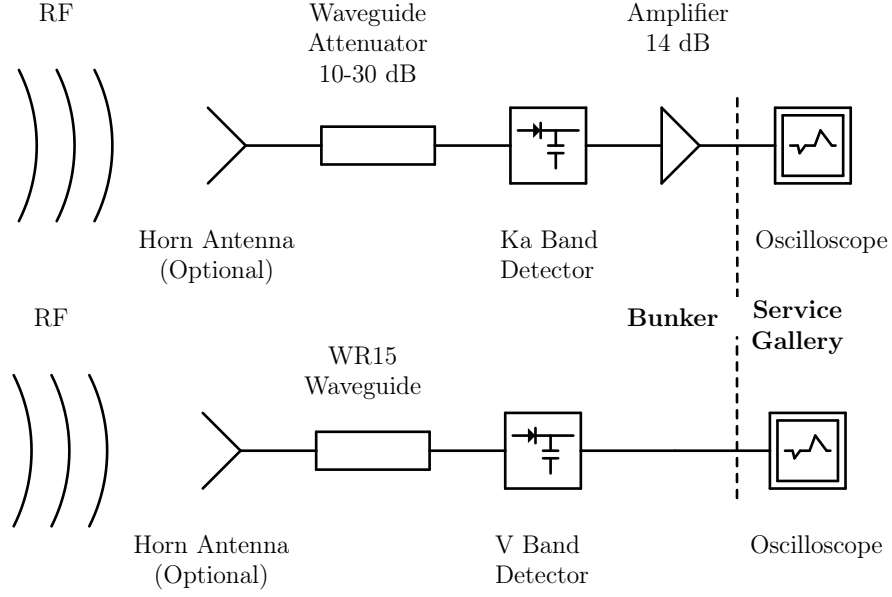 RF
Waveguide
Attenuator
10-30 dB
Amplifier
14 dB
Horn Antenna
(Optional)
Ka Band
Detector
Oscilloscope
RF
Bunker
Service
Gallery
WR15
Waveguide
Horn Antenna
(Optional)
V Band
Detector
Oscilloscope